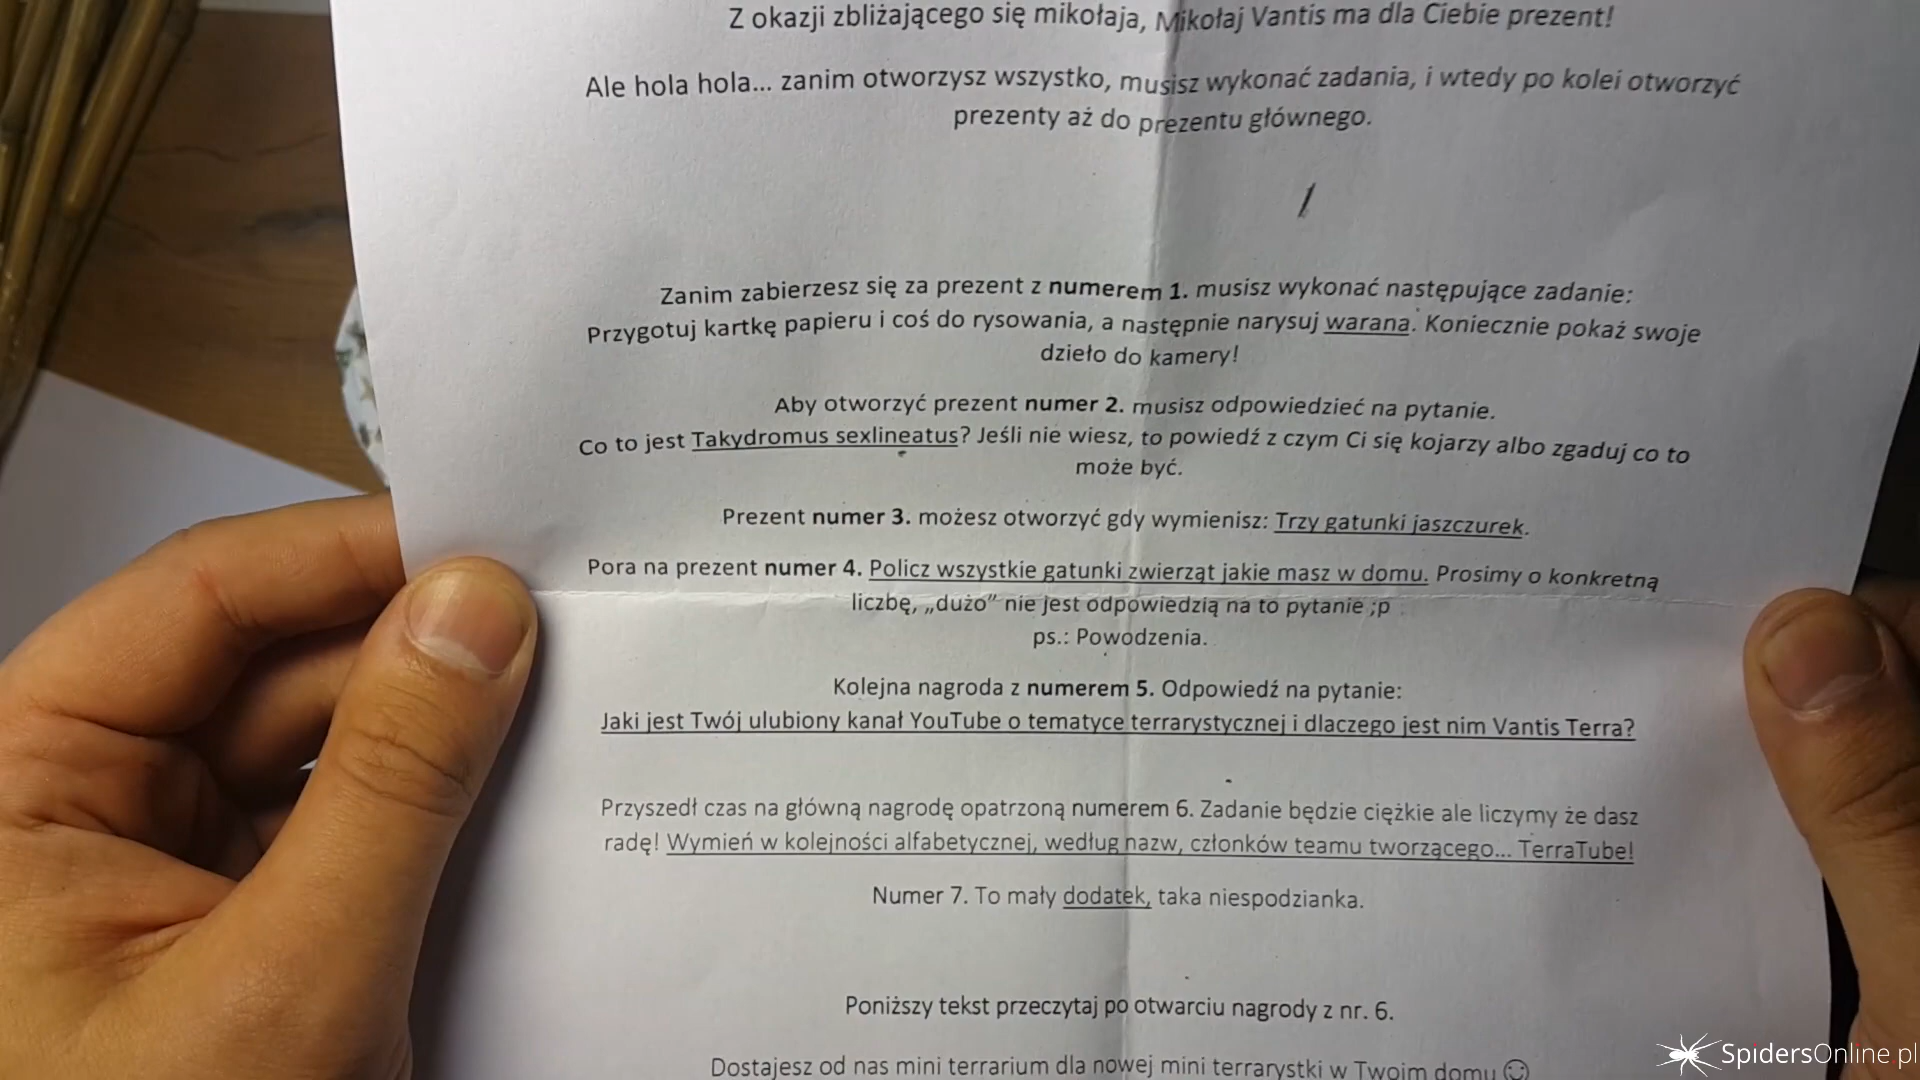 Z okazji zbliżającego się mikołaja, Mikołaj Vantis ma dla Ciebie prezent!
Ale hola hola... zanim otworzysz wszystko, musisz wykonać zadania, i wtedy po kolei otworzyć
prezenty aż do prezentu głównego.
1
Zanim zabierzesz się za prezent z numerem 1. musisz wykonać następujące zadanie:
Przygotuj kartkę papieru i coś do rysowania, a następnie narysuj warana. Koniecznie pokaż swoje
dzieło do kamery!
Aby otworzyć prezent numer 2. musisz odpowiedzieć na pytanie.
Co to jest Takydromus sexlineatus? Jeśli nie wiesz, to powiedź z czym Ci się kojarzy albo zgaduj co to
może być.
Prezent numer 3. możesz otworzyć gdy wymienisz: Trzy gatunki jaszczurek.
Pora na prezent numer 4. Policz wszystkie gatunki zwierząt jakie masz w domu. Prosimy o konkretną
liczbę, „dużo” nie jest odpowiedzią na to pytanie ;p
ps.: Powodzenia.
Kolejna nagroda z numerem 5. Odpowiedź na pytanie:
Jaki jest Twój ulubiony kanał YouTube o tematyce terrarystycznej i dlaczego jest nim Vantis Terra?
Przyszedł czas na główną nagrodę opatrzoną numerem 6. Zadanie będzie ciężkie ale liczymy że dasz
radę! Wymień w kolejności alfabetycznej, według nazw, członków teamu tworzącego... TerraTube!
Numer 7. To mały dodatek, taka niespodzianka.
Poniższy tekst przeczytaj po otwarciu nagrody z nr. 6.
Dostajesz od nas mini terrarium dla nowej mini terrarystki w Twoim domu ☺
SpidersOnline.pl